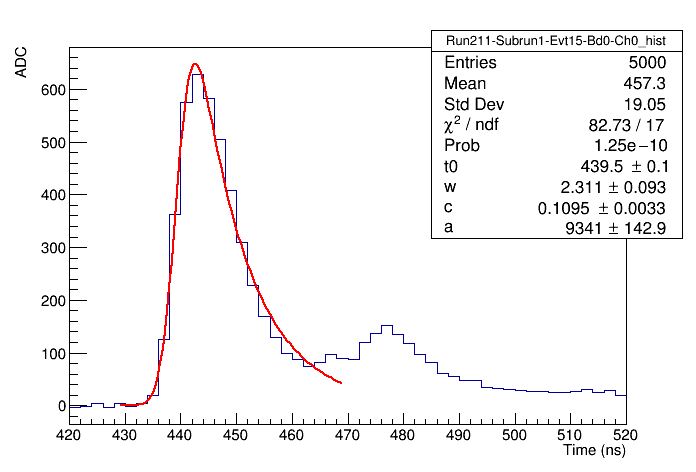 Run211-Subrun1-Evt15-Bd0-Ch0_hist
Entries 5000
Mean 457.3
Std Dev 19.05
χ² / ndf 82.73 / 17
Prob 1.25e−10
t0 439.5 ± 0.1
w 2.311 ± 0.093
c 0.1095 ± 0.0033
a 9341 ± 142.9
ADC
600
500
400
300
200
100
0
420 430 440 450 460 470 480 490 500 510 520
Time (ns)